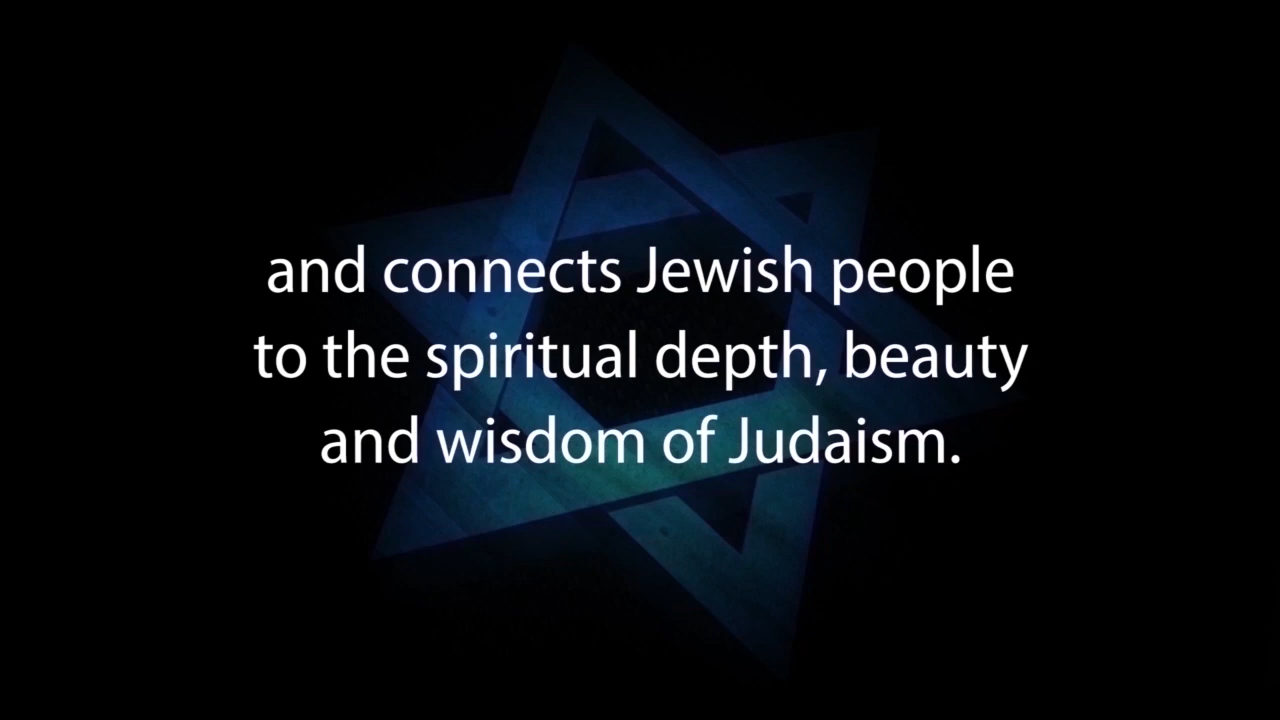 and connects Jewish people
to the spiritual depth, beauty
and wisdom of Judaism.